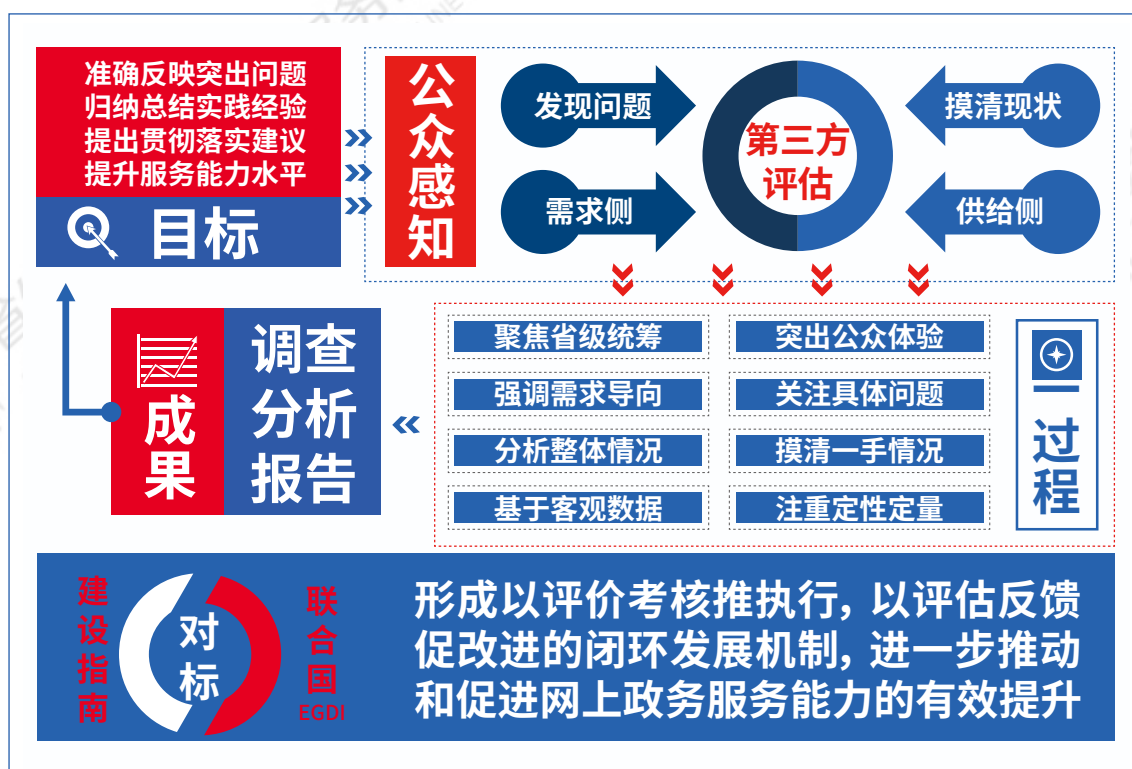 准确反映突出问题
归纳总结实践经验
提出贯彻落实建议
提升服务能力水平
目标
公众感知
发现问题
需求侧
第三方
评估
摸清现状
供给侧
聚焦省级统筹
突出公众体验
强调需求导向
关注具体问题
分析整体情况
摸清一手情况
基于客观数据
注重定性定量
过程
成果
调查
分析
报告
建设指南
对标
联合国
EGDI
形成以评价考核推执行，以评估反馈
促改进的闭环发展机制，进一步推动
和促进网上政务服务能力的有效提升